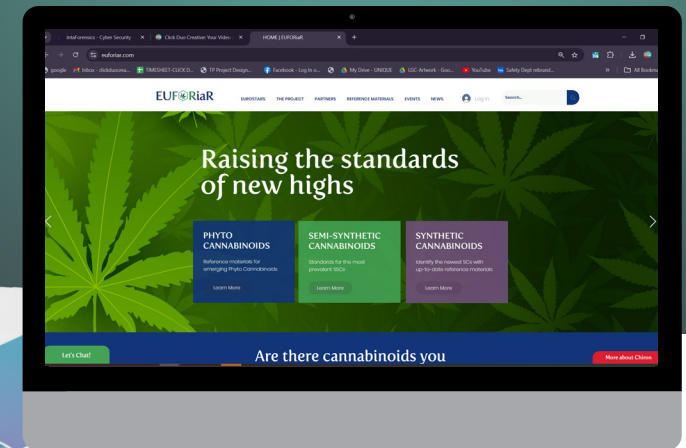 IntaForensics - Cyber Security
Click Duo Creative: Your Video
HOME | EUFORiaR
euforiar.com
google
Inbox - clickduocrea...
TIMESHEET-CLICK D...
TP Project Design...
Facebook - Log In o...
My Drive - UNIQUE
LGC-Artwork - Goo...
YouTube
Safety Dept rebrand...
All Bookma
EUFORiaR
EUROSTARS
THE PROJECT
PARTNERS
REFERENCE MATERIALS
EVENTS
NEWS
Log In
Search...
Raising the standards
of new highs
PHYTO
CANNABINOIDS
Reference materials for
emerging Phyto Cannabinoids
Learn More
SEMI-SYNTHETIC
CANNABINOIDS
Standards for the most
prevalent SSCs
Learn More
SYNTHETIC
CANNABINOIDS
Identify the newest SCs with
up-to-date reference materials
Learn More
Are there cannabinoids you
Let's Chat!
More about Chiron